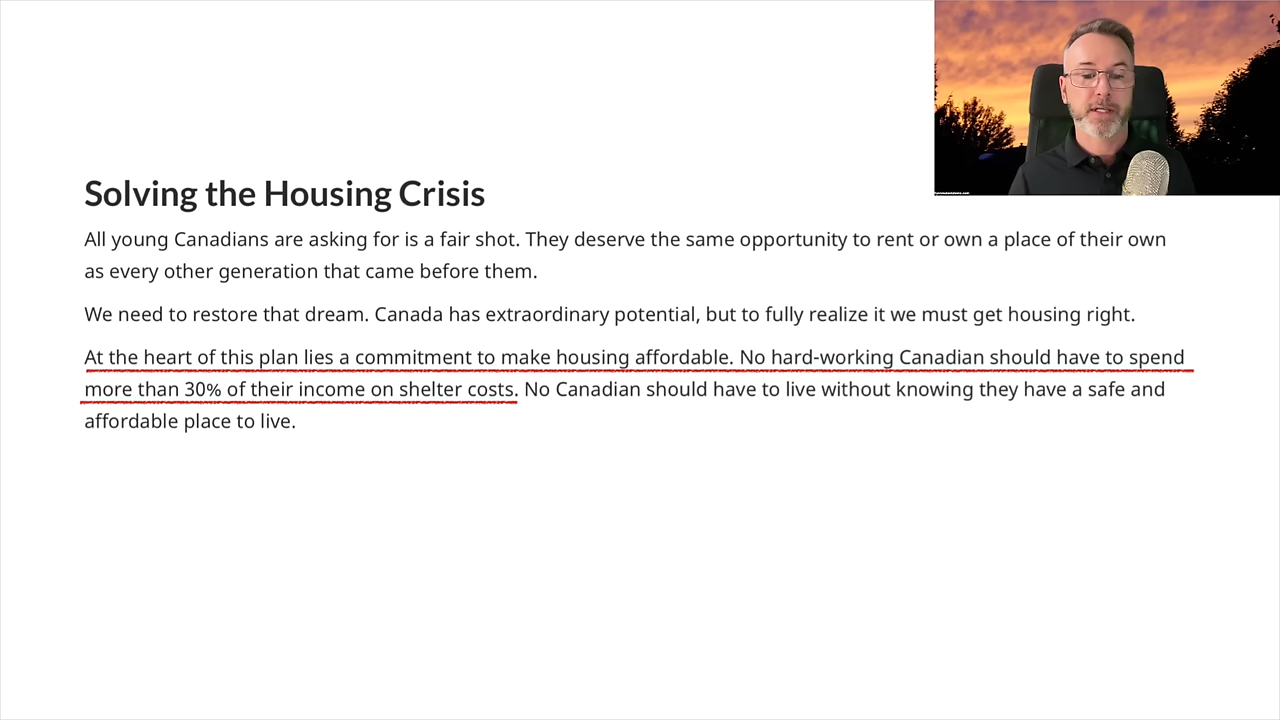 Solving the Housing Crisis
All young Canadians are asking for is a fair shot. They deserve the same opportunity to rent or own a place of their own
as every other generation that came before them.
We need to restore that dream. Canada has extraordinary potential, but to fully realize it we must get housing right.
At the heart of this plan lies a commitment to make housing affordable. No hard-working Canadian should have to spend
more than 30% of their income on shelter costs. No Canadian should have to live without knowing they have a safe and
affordable place to live.